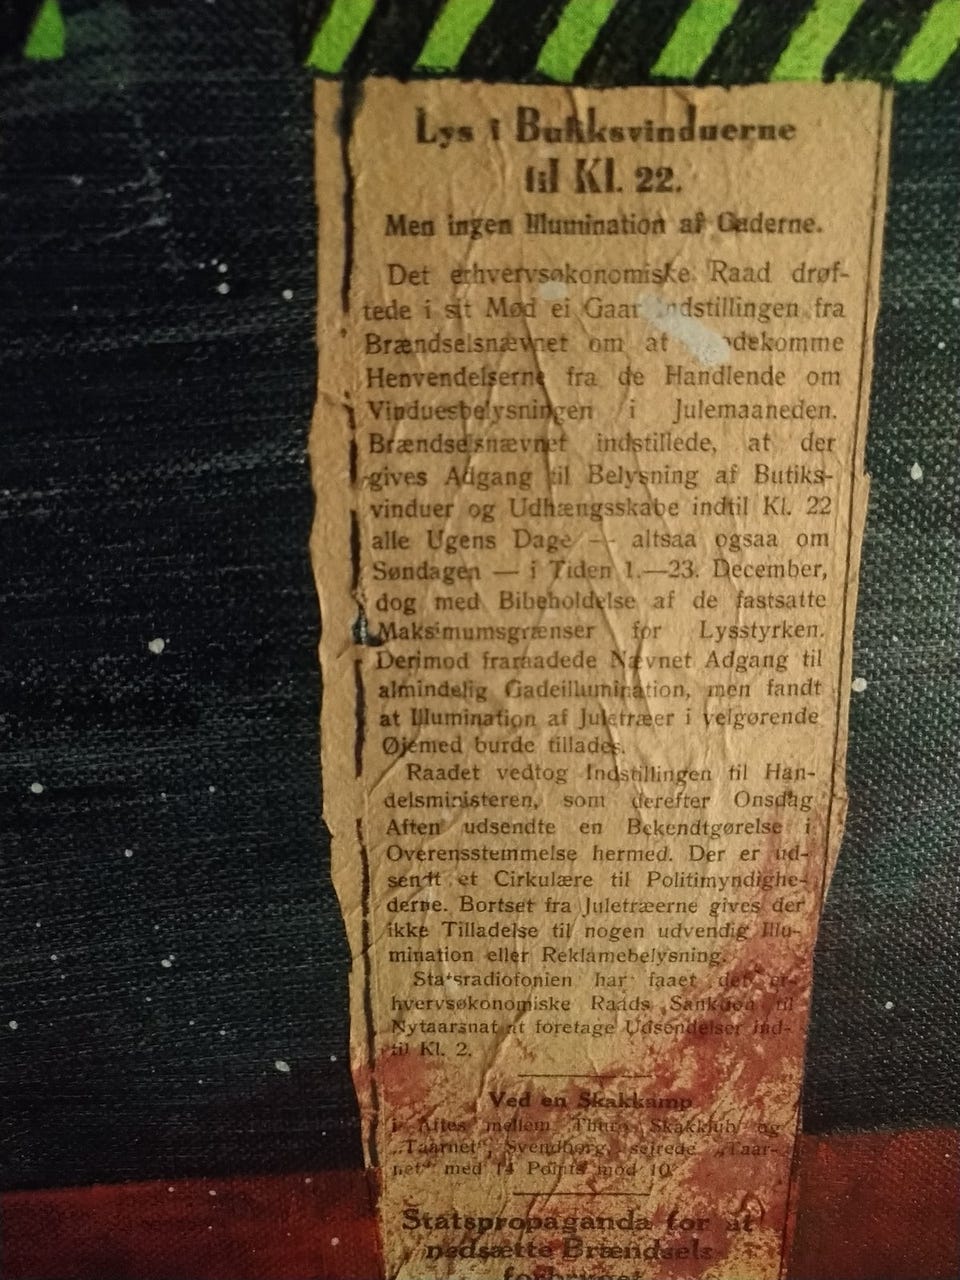 Lys i Butiksvinduerne
til Kl. 22.
Men ingen Illumination af Gaderne.
Det erhvervsøkonomiske Raad drøf-
tede i sit Mød ei Gaar Indstillingen fra
Brændselsnævnet om at
Henvendelserne fra de Handlende om
Vinduesbelysningen i Julemaaneden.
Brændselsnævnet indstillede, at der
gives Adgang til Belysning af Butiks-
vinduer og Udhængsskabe indtil Kl. 22
alle Ugens Dage — altsaa ogsaa om
Søndagen — i Tiden 1.—23. December,
dog med Bibeholdelse af de fastsatte
Maksimumsgrænser for Lysstyrken.
Derimod fraraadede Nævnet Adgang til
almindelig Gadeillumination, men fandt
at Illumination af Juletræer i velgørende
Øjemed burde tillades.
Raadet vedtog Indstillingen til Han-
delsministeren, som derefter Onsdag
Aften udsendte en Bekendtgørelse i
Overensstemmelse hermed. Der er ud-
sendt et Cirkulære til Politimyndighe-
derne. Bortset fra Juletræerne gives der
ikke Tilladelse til nogen udvendig Illu-
mination eller Reklamebelysning.
Statsradiofonien har faaet det er-
hvervsøkonomiske Raads Sanktion til
Nytaarsnat at foretage Udsendelser ind-
til Kl. 2.
Ved en Skakkamp
i Aftes mellem Thurø Skakklub og
„Taarnet“, Svendborg, sejrede „Taar-
net“ med 14 Points mod 10
Statspropaganda for at
nedsætte Brændsels
forbruget